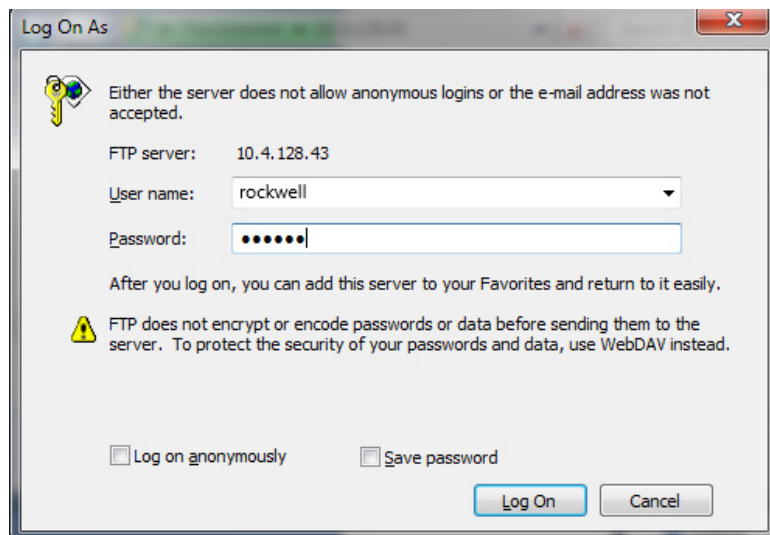 Log On As
Either the server does not allow anonymous logins or the e-mail address was not
accepted.
FTP server: 10.4.128.43
User name: rockwell
Password: ●●●●●●
After you log on, you can add this server to your Favorites and return to it easily.
FTP does not encrypt or encode passwords or data before sending them to the
server. To protect the security of your passwords and data, use WebDAV instead.
Log on anonymously Save password
Log On Cancel